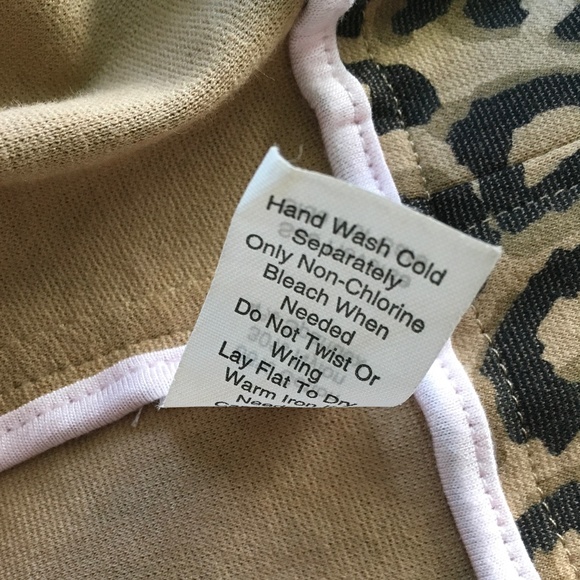 Hand Wash Cold
Separately
Only Non-Chlorine
Bleach When
Needed
Do Not Twist Or
Wring
Lay Flat To Dry
Warm Iron